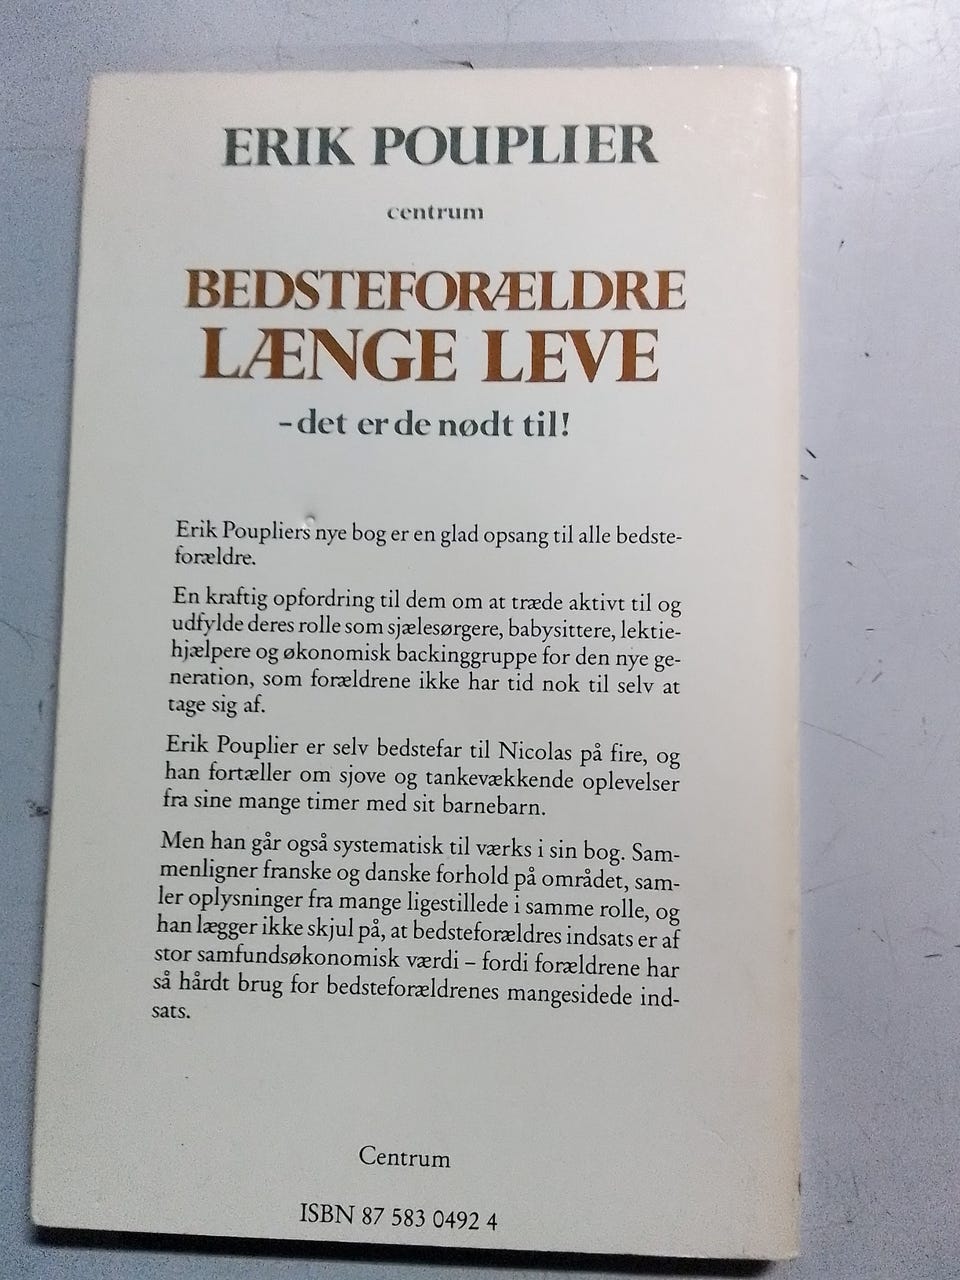 ERIK POUPLIER
centrum
BEDSTEFORÆLDRE
LÆNGE LEVE
– det er de nødt til!
Erik Poupliers nye bog er en glad opsang til alle bedste-
forældre.
En kraftig opfordring til dem om at træde aktivt til og
udfylde deres rolle som sjælesørgere, babysittere, lektie-
hjælpere og økonomisk backinggruppe for den nye ge-
neration, som forældrene ikke har tid nok til selv at
tage sig af.
Erik Pouplier er selv bedstefar til Nicolas på fire, og
han fortæller om sjove og tankevækkende oplevelser
fra sine mange timer med sit barnebarn.
Men han går også systematisk til værks i sin bog. Sam-
menligner franske og danske forhold på området, sam-
ler oplysninger fra mange ligestillede i samme rolle, og
han lægger ikke skjul på, at bedsteforældres indsats er af
stor samfundsøkonomisk værdi – fordi forældrene har
så hårdt brug for bedsteforældrenes mangesidede ind-
sats.
Centrum
ISBN 87 583 0492 4